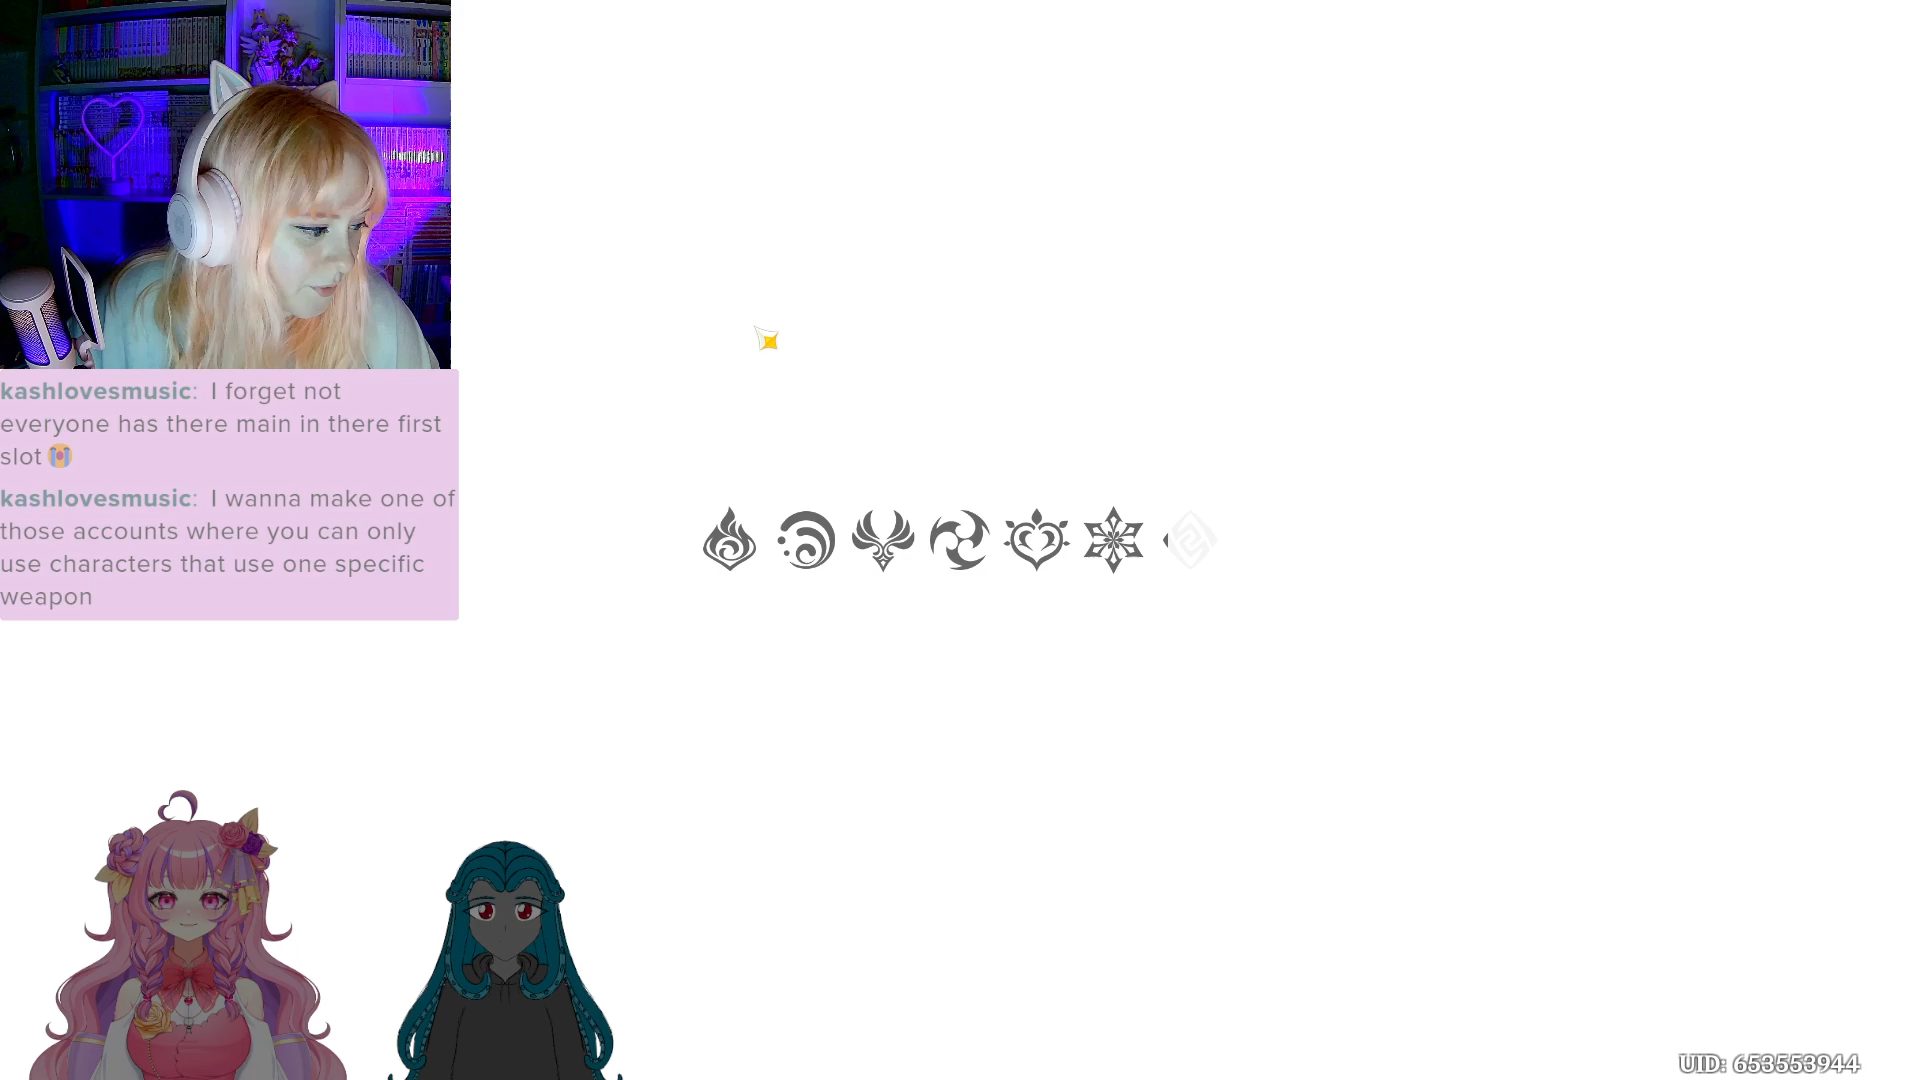 kashlovesmusic: I forget not
everyone has there main in there first
slot 😭
kashlovesmusic: I wanna make one of
those accounts where you can only
use characters that use one specific
weapon
UID: 653553944